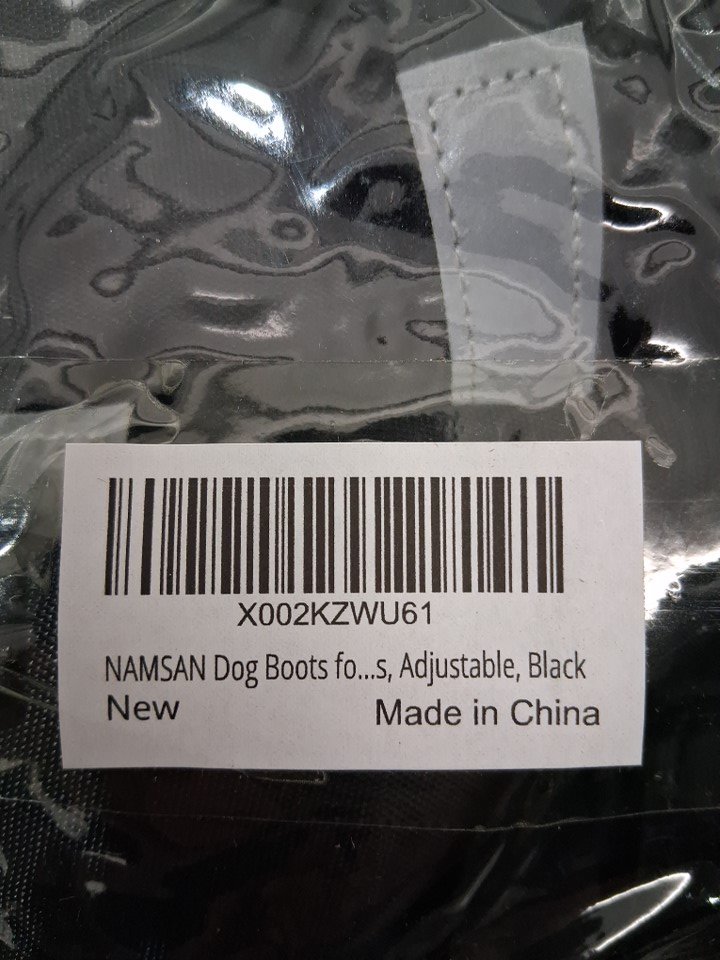 X002KZWU61
NAMSAN Dog Boots fo...s, Adjustable, Black
New
Made in China